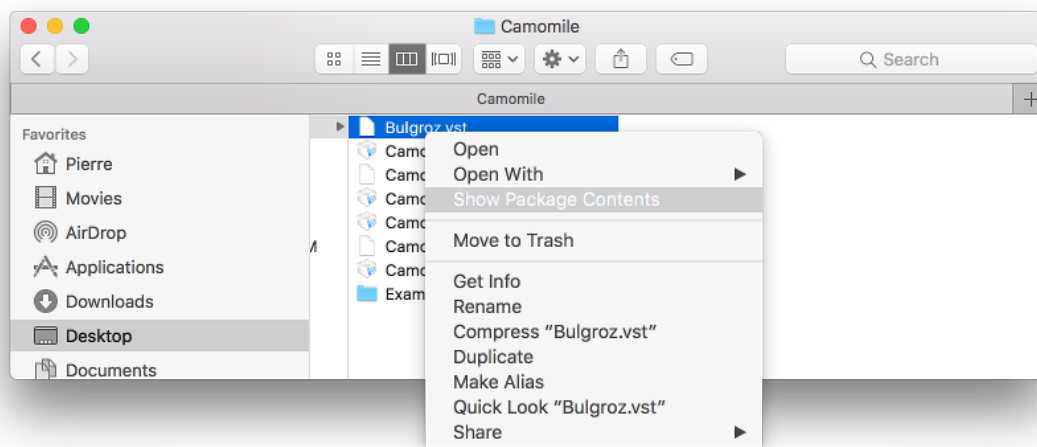 Camomile
Search
Camomile
Favorites
Pierre
Movies
AirDrop
Applications
Downloads
Desktop
Documents
Bulgroz.vst
Open
Open With
Show Package Contents
Move to Trash
Get Info
Rename
Compress “Bulgroz.vst”
Duplicate
Make Alias
Quick Look “Bulgroz.vst”
Share